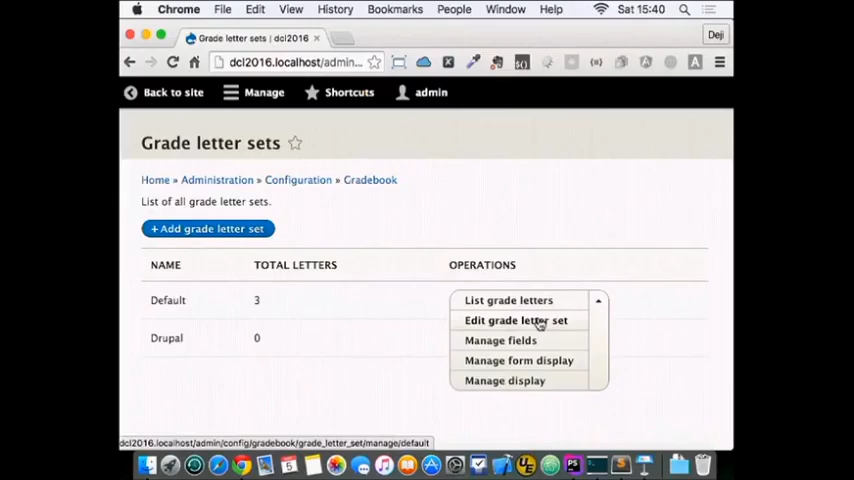 Chrome File Edit View History Bookmarks People Window Help Sat 15:40
Grade letter sets | dcl2016 Deji
dcl2016.localhost/admin...
Back to site Manage Shortcuts admin
Grade letter sets
Home » Administration » Configuration » Gradebook
List of all grade letter sets.
+ Add grade letter set
NAME TOTAL LETTERS OPERATIONS
Default 3 List grade letters
Edit grade letter set
Drupal 0 Manage fields
Manage form display
Manage display
dcl2016.localhost/admin/config/gradebook/grade_letter_set/manage/default